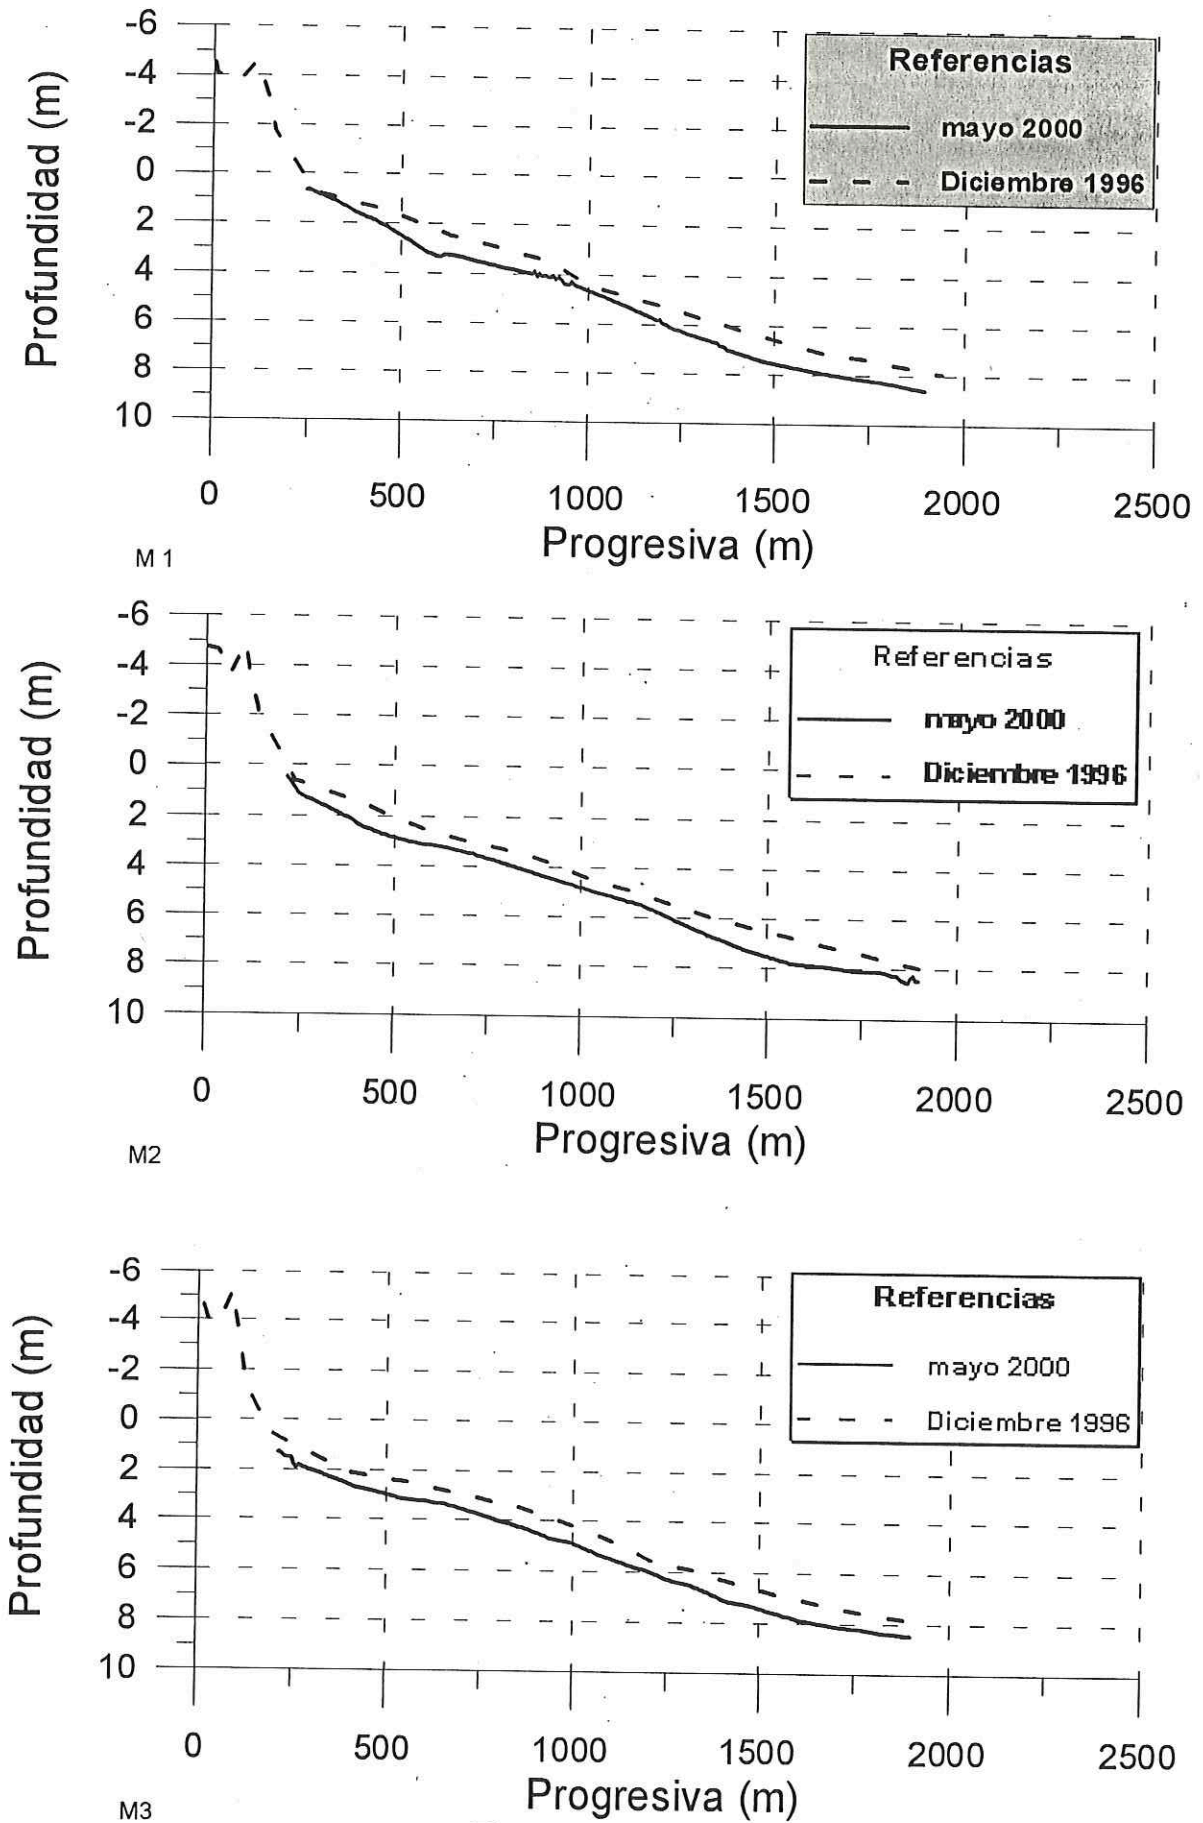 -6
-4
-2
0
2
4
6
8
10
Profundidad (m)
Referencias
mayo 2000
Diciembre 1996
0 500 1000 1500 2000 2500
Progresiva (m)
M 1
-6
-4
-2
0
2
4
6
8
10
Profundidad (m)
Referencias
mayo 2000
Diciembre 1996
0 500 1000 1500 2000 2500
Progresiva (m)
M2
-6
-4
-2
0
2
4
6
8
10
Profundidad (m)
Referencias
mayo 2000
Diciembre 1996
0 500 1000 1500 2000 2500
Progresiva (m)
M3